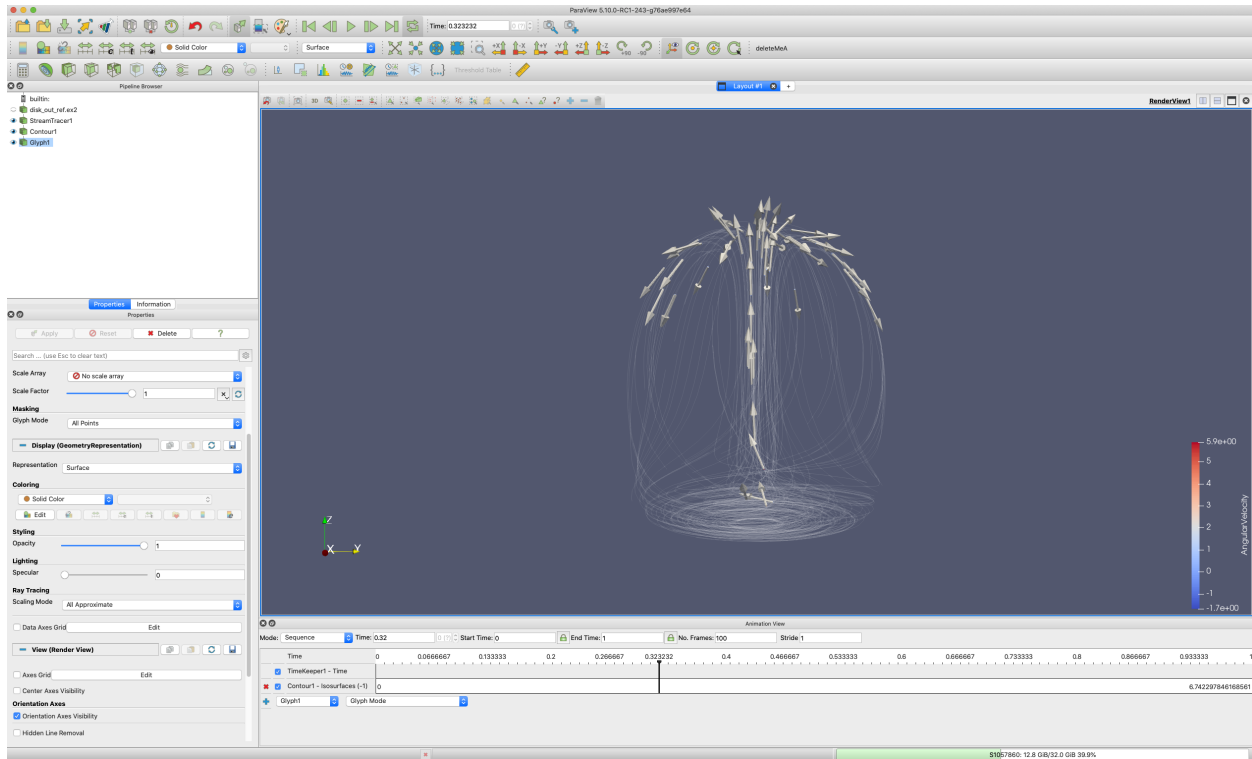 ParaView 5.10.0-RC1-243-g76ae997e64
Time: 0.323232
Solid Color
Surface
+X -X +Y -Y +Z -Z +90 -90
deleteMeA
Threshold Table
Pipeline Browser
builtin:
disk_out_ref.ex2
StreamTracer1
Contour1
Glyph1
Layout #1
+
3D
RenderView1
Properties
Information
Properties
Apply
Reset
Delete
?
Search ... (use Esc to clear text)
Scale Array
No scale array
Scale Factor
1
Masking
Glyph Mode
All Points
Display (GeometryRepresentation)
Representation
Surface
Coloring
Solid Color
Edit
Styling
Opacity
1
Lighting
Specular
0
Ray Tracing
Scaling Mode
All Approximate
Data Axes Grid
Edit
View (Render View)
Axes Grid
Edit
Center Axes Visibility
Orientation Axes
Orientation Axes Visibility
Hidden Line Removal
Z
X
Y
5.9e+00
5
4
3
2
1
0
-1
-1.7e+00
AngularVelocity
Animation View
Mode: Sequence Time: 0.32 Start Time: 0 End Time: 1 No. Frames: 100 Stride 1
Time 0 0.0666667 0.133333 0.2 0.266667 0.323232 0.4 0.466667 0.533333 0.6 0.666667 0.733333 0.8 0.866667 0.933333 1
TimeKeeper1 - Time
Contour1 - Isosurfaces (-1) 0 6.742297846168561
Glyph1 Glyph Mode
S1057860: 12.8 GiB/32.0 GiB 39.9%